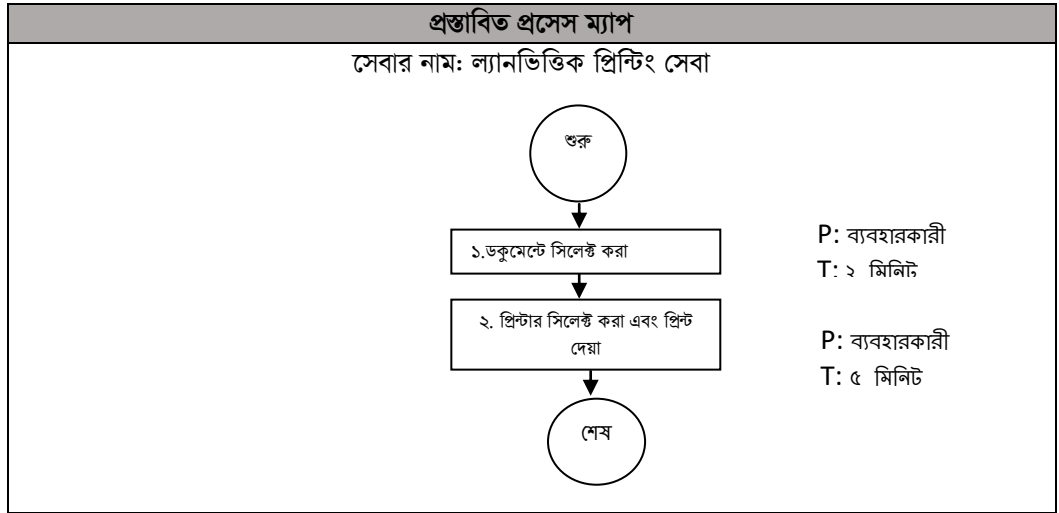 প্রস্তাবিত প্রসেস ম্যাপ
সেবার নাম: ল্যানভিত্তিক প্রিন্টিং সেবা
শুরু
১.ডকুমেন্টে সিলেক্ট করা
P: ব্যবহারকারী
T: ২ মিনিট
২. প্রিন্টার সিলেক্ট করা এবং প্রিন্ট
দেয়া
P: ব্যবহারকারী
T: ৫ মিনিট
শেষ